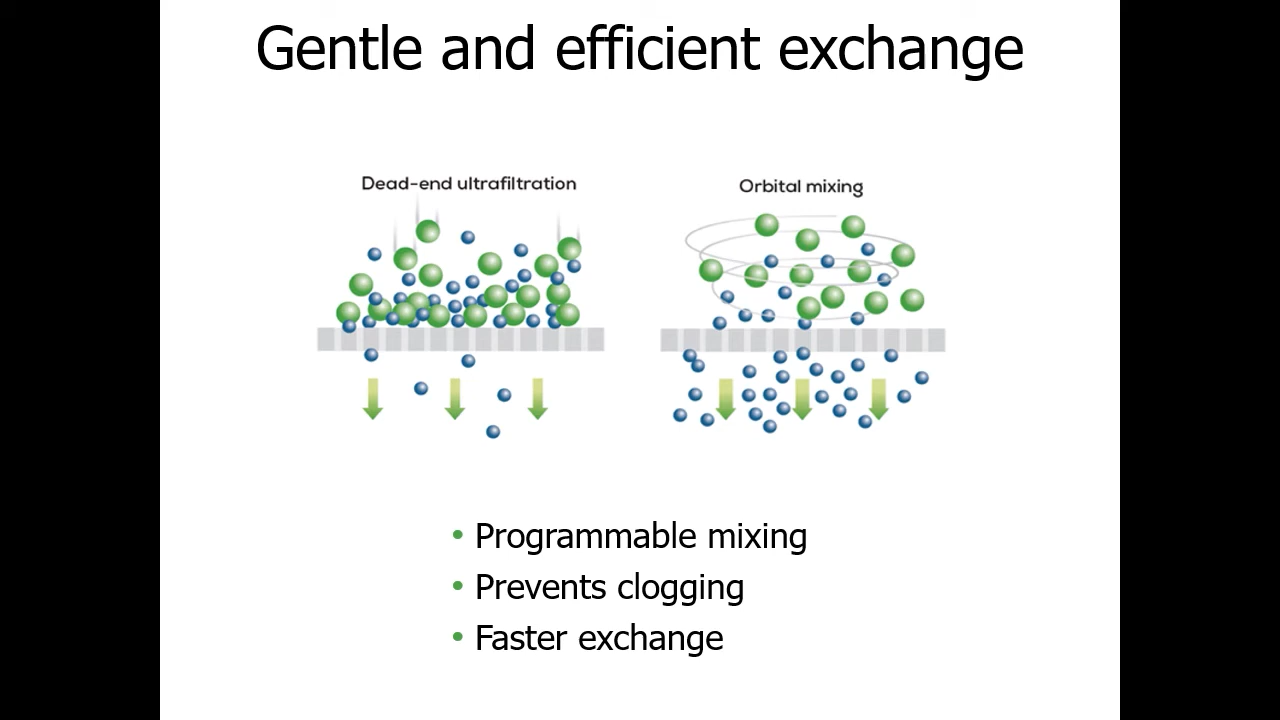 Gentle and efficient exchange
Dead-end ultrafiltration
Orbital mixing
• Programmable mixing
• Prevents clogging
• Faster exchange